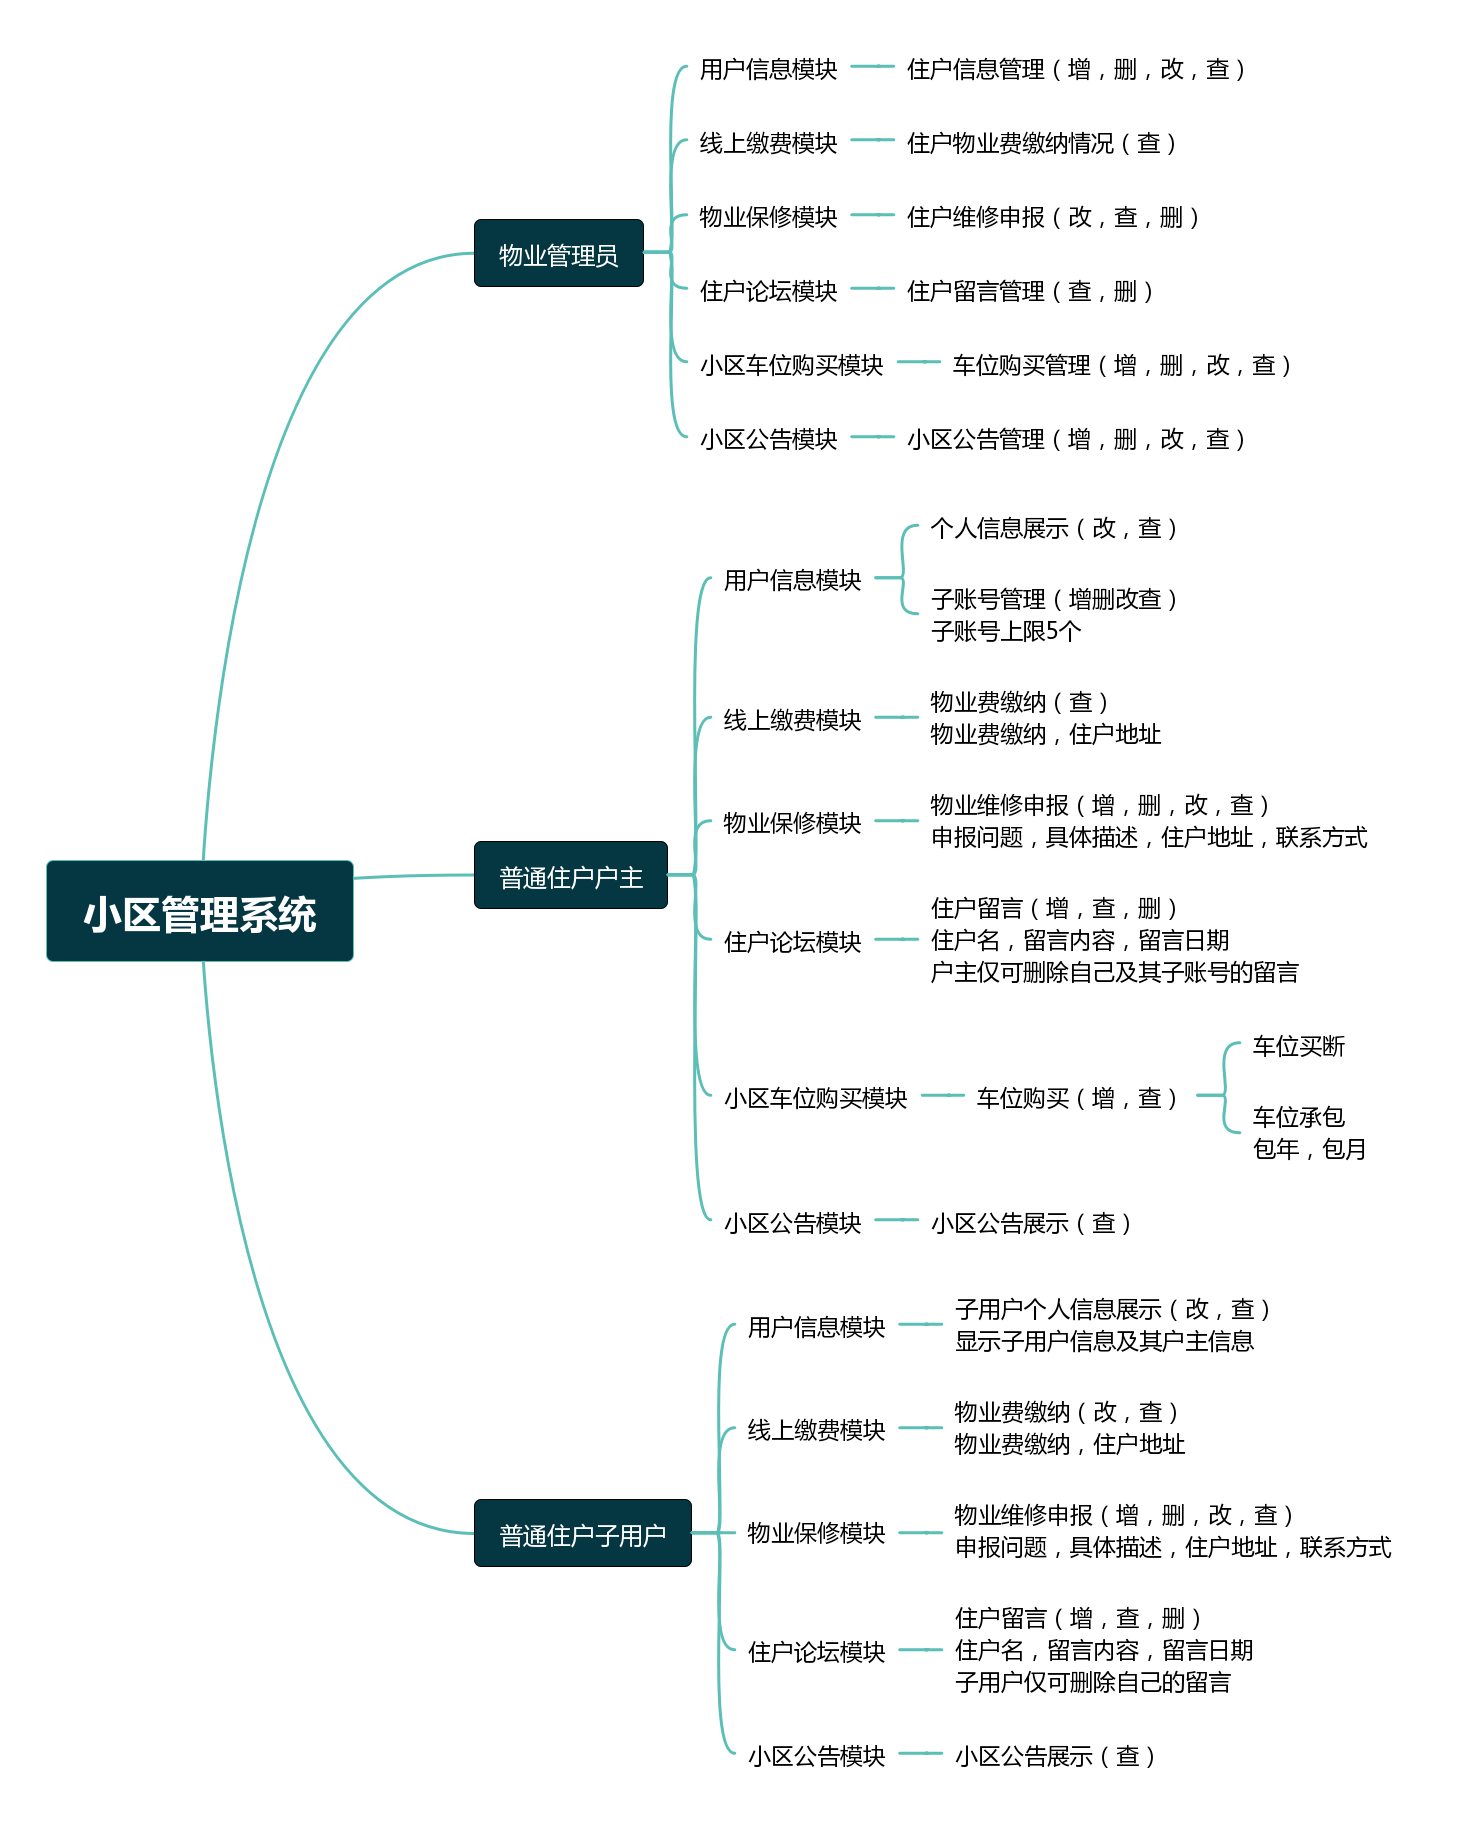 小区管理系统
物业管理员
用户信息模块
住户信息管理（增，删，改，查）
线上缴费模块
住户物业费缴纳情况（查）
物业保修模块
住户维修申报（改，查，删）
住户论坛模块
住户留言管理（查，删）
小区车位购买模块
车位购买管理（增，删，改，查）
小区公告模块
小区公告管理（增，删，改，查）
普通住户户主
用户信息模块
个人信息展示（改，查）
子账号管理（增删改查）
子账号上限5个
线上缴费模块
物业费缴纳（查）
物业费缴纳，住户地址
物业保修模块
物业维修申报（增，删，改，查）
申报问题，具体描述，住户地址，联系方式
住户论坛模块
住户留言（增，查，删）
住户名，留言内容，留言日期
户主仅可删除自己及其子账号的留言
小区车位购买模块
车位购买（增，查）
车位买断
车位承包
包年，包月
小区公告模块
小区公告展示（查）
普通住户子用户
用户信息模块
子用户个人信息展示（改，查）
显示子用户信息及其户主信息
线上缴费模块
物业费缴纳（改，查）
物业费缴纳，住户地址
物业保修模块
物业维修申报（增，删，改，查）
申报问题，具体描述，住户地址，联系方式
住户论坛模块
住户留言（增，查，删）
住户名，留言内容，留言日期
子用户仅可删除自己的留言
小区公告模块
小区公告展示（查）